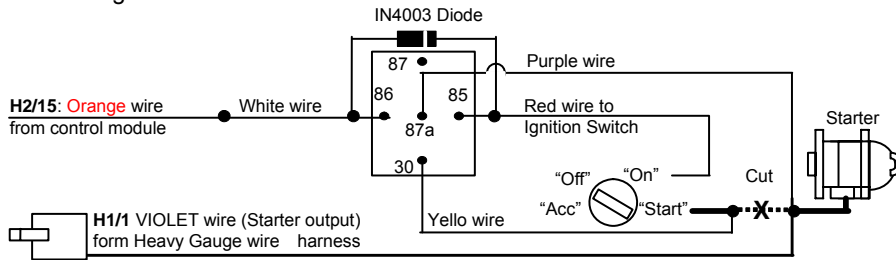 IN4003 Diode
87
Purple wire
86
85
H2/15: Orange wire
White wire
Red wire to
from control module
87a
Ignition Switch
Starter
30
“Off”
“On”
Cut
“Acc”
“Start”
H1/1 VIOLET wire (Starter output)
Yello wire
form Heavy Gauge wire harness